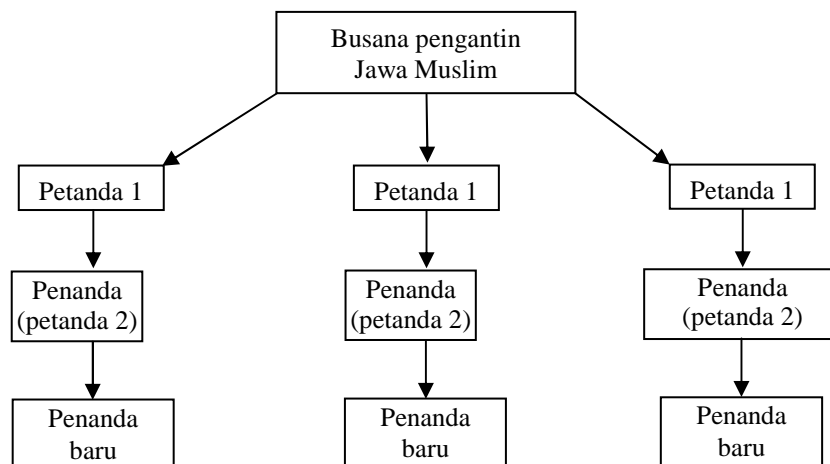 Busana pengantin
Jawa Muslim
Petanda 1
Petanda 1
Petanda 1
Penanda
(petanda 2)
Penanda
(petanda 2)
Penanda
(petanda 2)
Penanda
baru
Penanda
baru
Penanda
baru